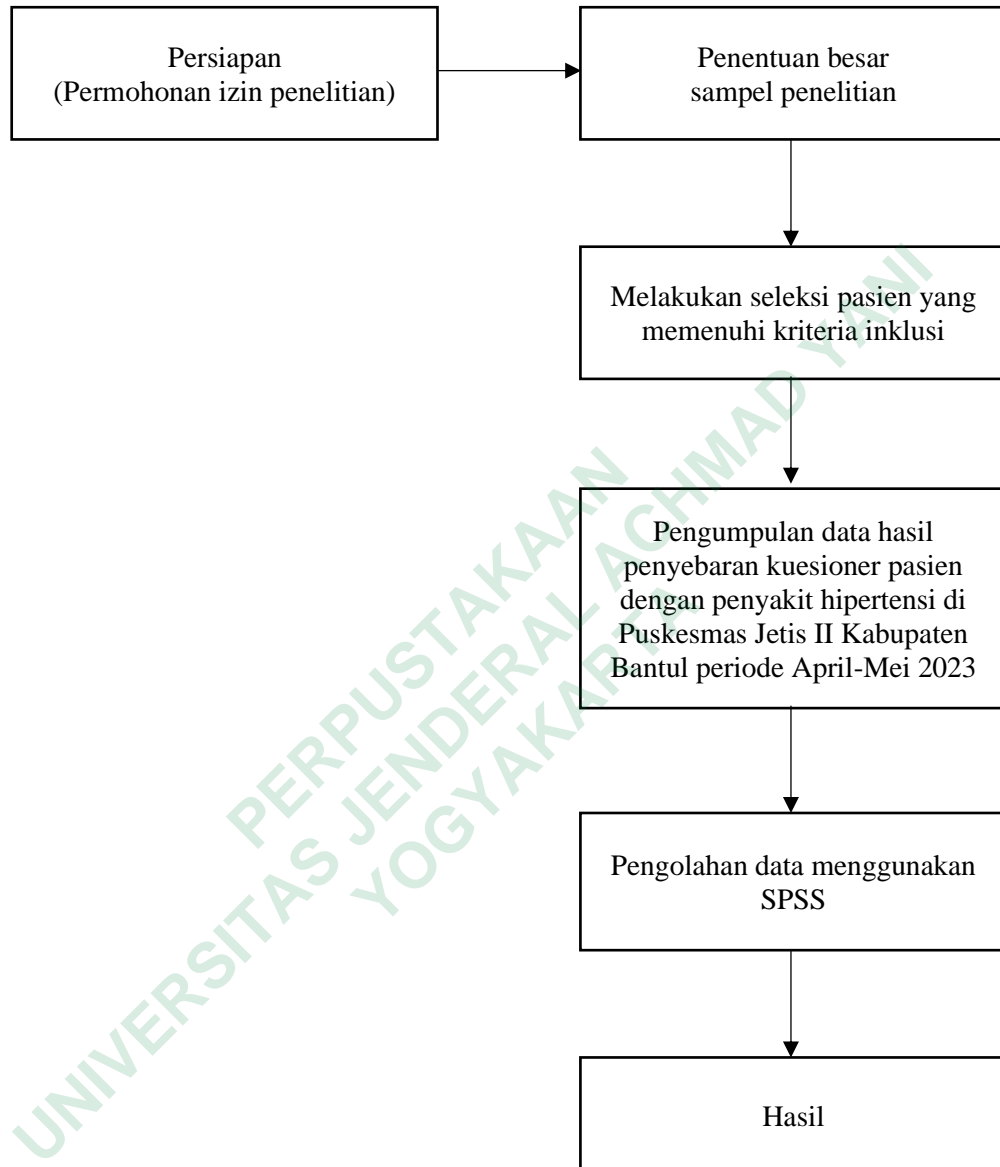 Persiapan
(Permohonan izin penelitian)
Penentuan besar
sampel penelitian
Melakukan seleksi pasien yang
memenuhi kriteria inklusi
Pengumpulan data hasil
penyebaran kuesioner pasien
dengan penyakit hipertensi di
Puskesmas Jetis II Kabupaten
Bantul periode April-Mei 2023
Pengolahan data menggunakan
SPSS
Hasil
PERPUSTAKAAN
UNIVERSITAS JENDERAL ACHMAD YANI
YOGYAKARTA